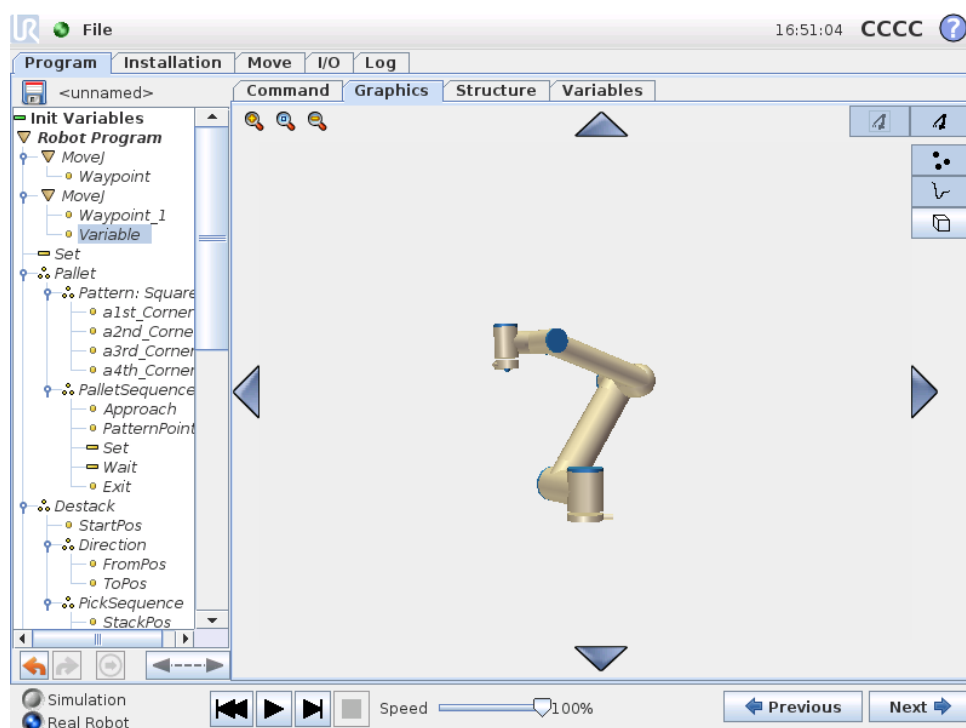 UR File 16:51:04 CCCC ?
Program Installation Move I/O Log
<unnamed>
Command Graphics Structure Variables
Init Variables
Robot Program
MoveJ
Waypoint
MoveJ
Waypoint_1
Variable
Set
Pallet
Pattern: Square
a1st_Corner
a2nd_Corner
a3rd_Corner
a4th_Corner
PalletSequence
Approach
PatternPoint
Set
Wait
Exit
Destack
StartPos
Direction
FromPos
ToPos
PickSequence
StackPos
Simulation
Real Robot
Speed 100%
Previous Next